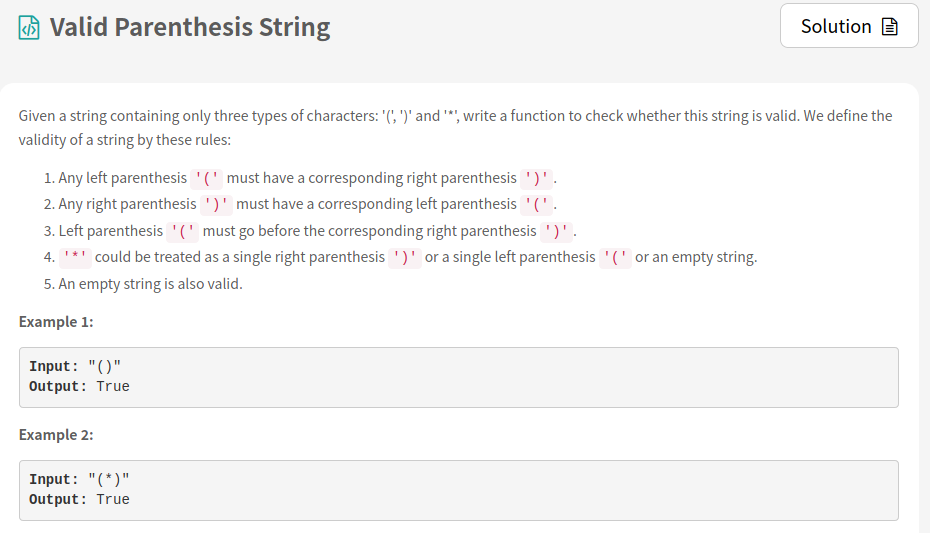 Valid Parenthesis String
Solution
Given a string containing only three types of characters: '(', ')' and '*', write a function to check whether this string is valid. We define the
validity of a string by these rules:
1. Any left parenthesis '(' must have a corresponding right parenthesis ')'.
2. Any right parenthesis ')' must have a corresponding left parenthesis '('.
3. Left parenthesis '(' must go before the corresponding right parenthesis ')'.
4. '*' could be treated as a single right parenthesis ')' or a single left parenthesis '(' or an empty string.
5. An empty string is also valid.
Example 1:
Input: "()"
Output: True
Example 2:
Input: "(*)"
Output: True